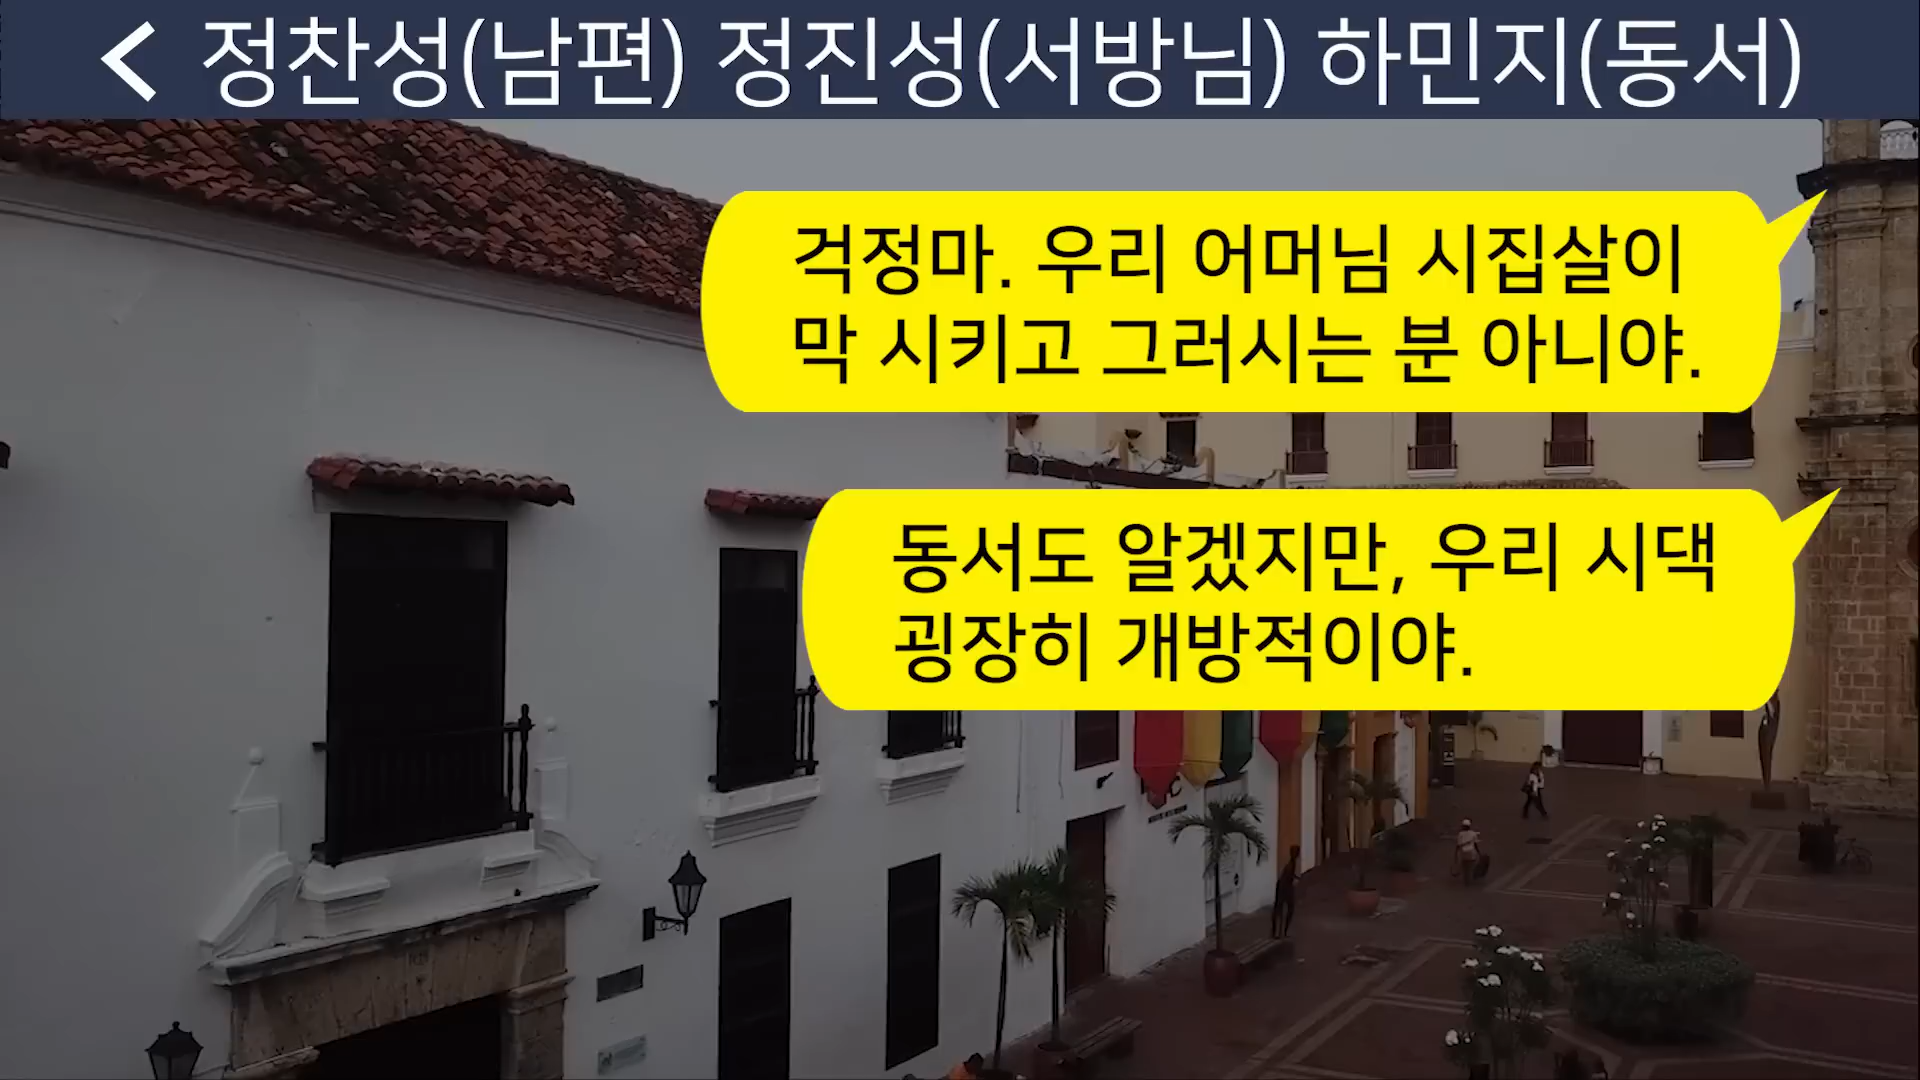 정찬성(남편) 정진성(서방님) 하민지(동서)
걱정마. 우리 어머님 시집살이
막 시키고 그러시는 분 아니야.
동서도 알겠지만, 우리 시댁
굉장히 개방적이야.